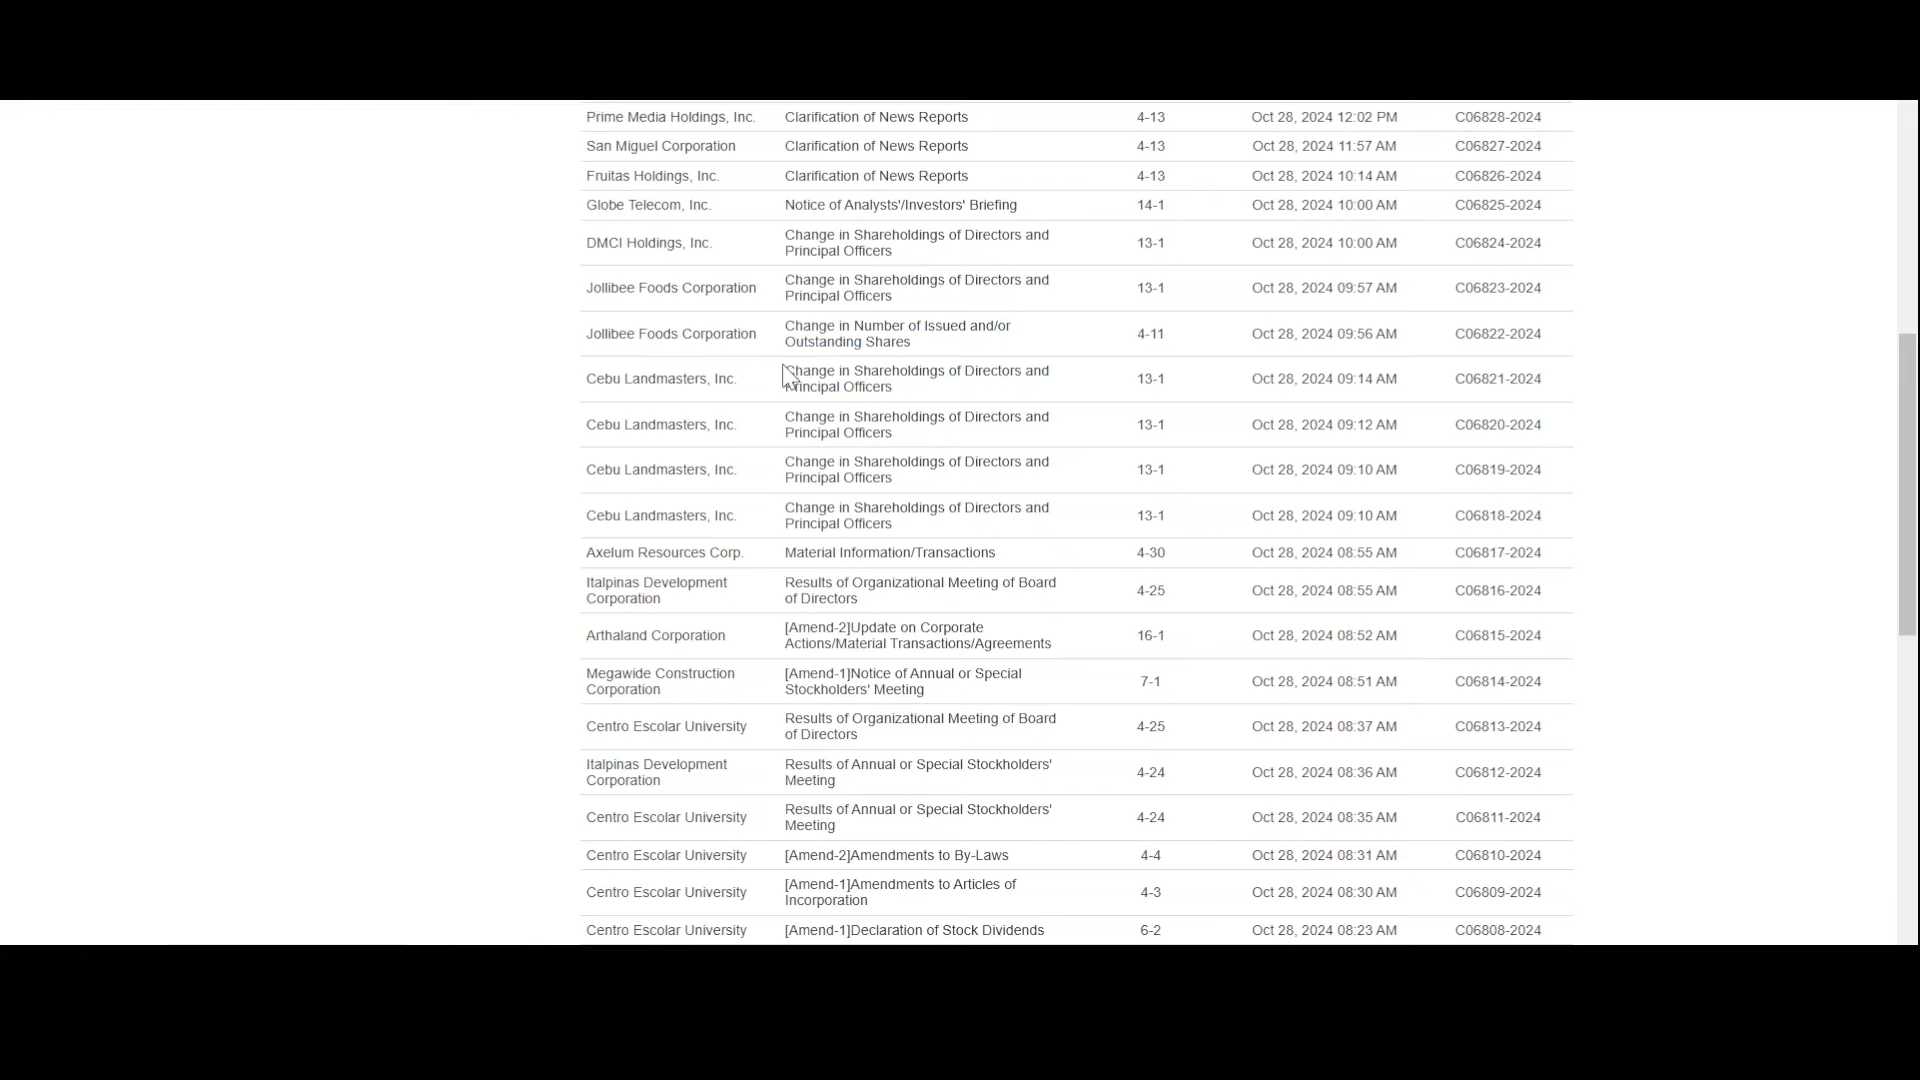 Prime Media Holdings, Inc. Clarification of News Reports 4-13 Oct 28, 2024 12:02 PM C06828-2024
San Miguel Corporation Clarification of News Reports 4-13 Oct 28, 2024 11:57 AM C06827-2024
Fruitas Holdings, Inc. Clarification of News Reports 4-13 Oct 28, 2024 10:14 AM C06826-2024
Globe Telecom, Inc. Notice of Analysts'/Investors' Briefing 14-1 Oct 28, 2024 10:00 AM C06825-2024
Change in Shareholdings of Directors and
DMCI Holdings, Inc. 13-1 Oct 28, 2024 10:00 AM C06824-2024
Principal Officers
Change in Shareholdings of Directors and
Jollibee Foods Corporation 13-1 Oct 28, 2024 09:57 AM C06823-2024
Principal Officers
Change in Number of Issued and/or
Jollibee Foods Corporation 4-11 Oct 28, 2024 09:56 AM C06822-2024
Outstanding Shares
Change in Shareholdings of Directors and
Cebu Landmasters, Inc. 13-1 Oct 28, 2024 09:14 AM C06821-2024
Principal Officers
Change in Shareholdings of Directors and
Cebu Landmasters, Inc. 13-1 Oct 28, 2024 09:12 AM C06820-2024
Principal Officers
Change in Shareholdings of Directors and
Cebu Landmasters, Inc. 13-1 Oct 28, 2024 09:10 AM C06819-2024
Principal Officers
Change in Shareholdings of Directors and
Cebu Landmasters, Inc. 13-1 Oct 28, 2024 09:10 AM C06818-2024
Principal Officers
Axelum Resources Corp. Material Information/Transactions 4-30 Oct 28, 2024 08:55 AM C06817-2024
Italpinas Development Results of Organizational Meeting of Board
4-25 Oct 28, 2024 08:55 AM C06816-2024
Corporation of Directors
[Amend-2]Update on Corporate
Arthaland Corporation 16-1 Oct 28, 2024 08:52 AM C06815-2024
Actions/Material Transactions/Agreements
Megawide Construction [Amend-1]Notice of Annual or Special
7-1 Oct 28, 2024 08:51 AM C06814-2024
Corporation Stockholders' Meeting
Results of Organizational Meeting of Board
Centro Escolar University 4-25 Oct 28, 2024 08:37 AM C06813-2024
of Directors
Italpinas Development Results of Annual or Special Stockholders'
4-24 Oct 28, 2024 08:36 AM C06812-2024
Corporation Meeting
Results of Annual or Special Stockholders'
Centro Escolar University 4-24 Oct 28, 2024 08:35 AM C06811-2024
Meeting
Centro Escolar University [Amend-2]Amendments to By-Laws 4-4 Oct 28, 2024 08:31 AM C06810-2024
[Amend-1]Amendments to Articles of
Centro Escolar University 4-3 Oct 28, 2024 08:30 AM C06809-2024
Incorporation
Centro Escolar University [Amend-1]Declaration of Stock Dividends 6-2 Oct 28, 2024 08:23 AM C06808-2024